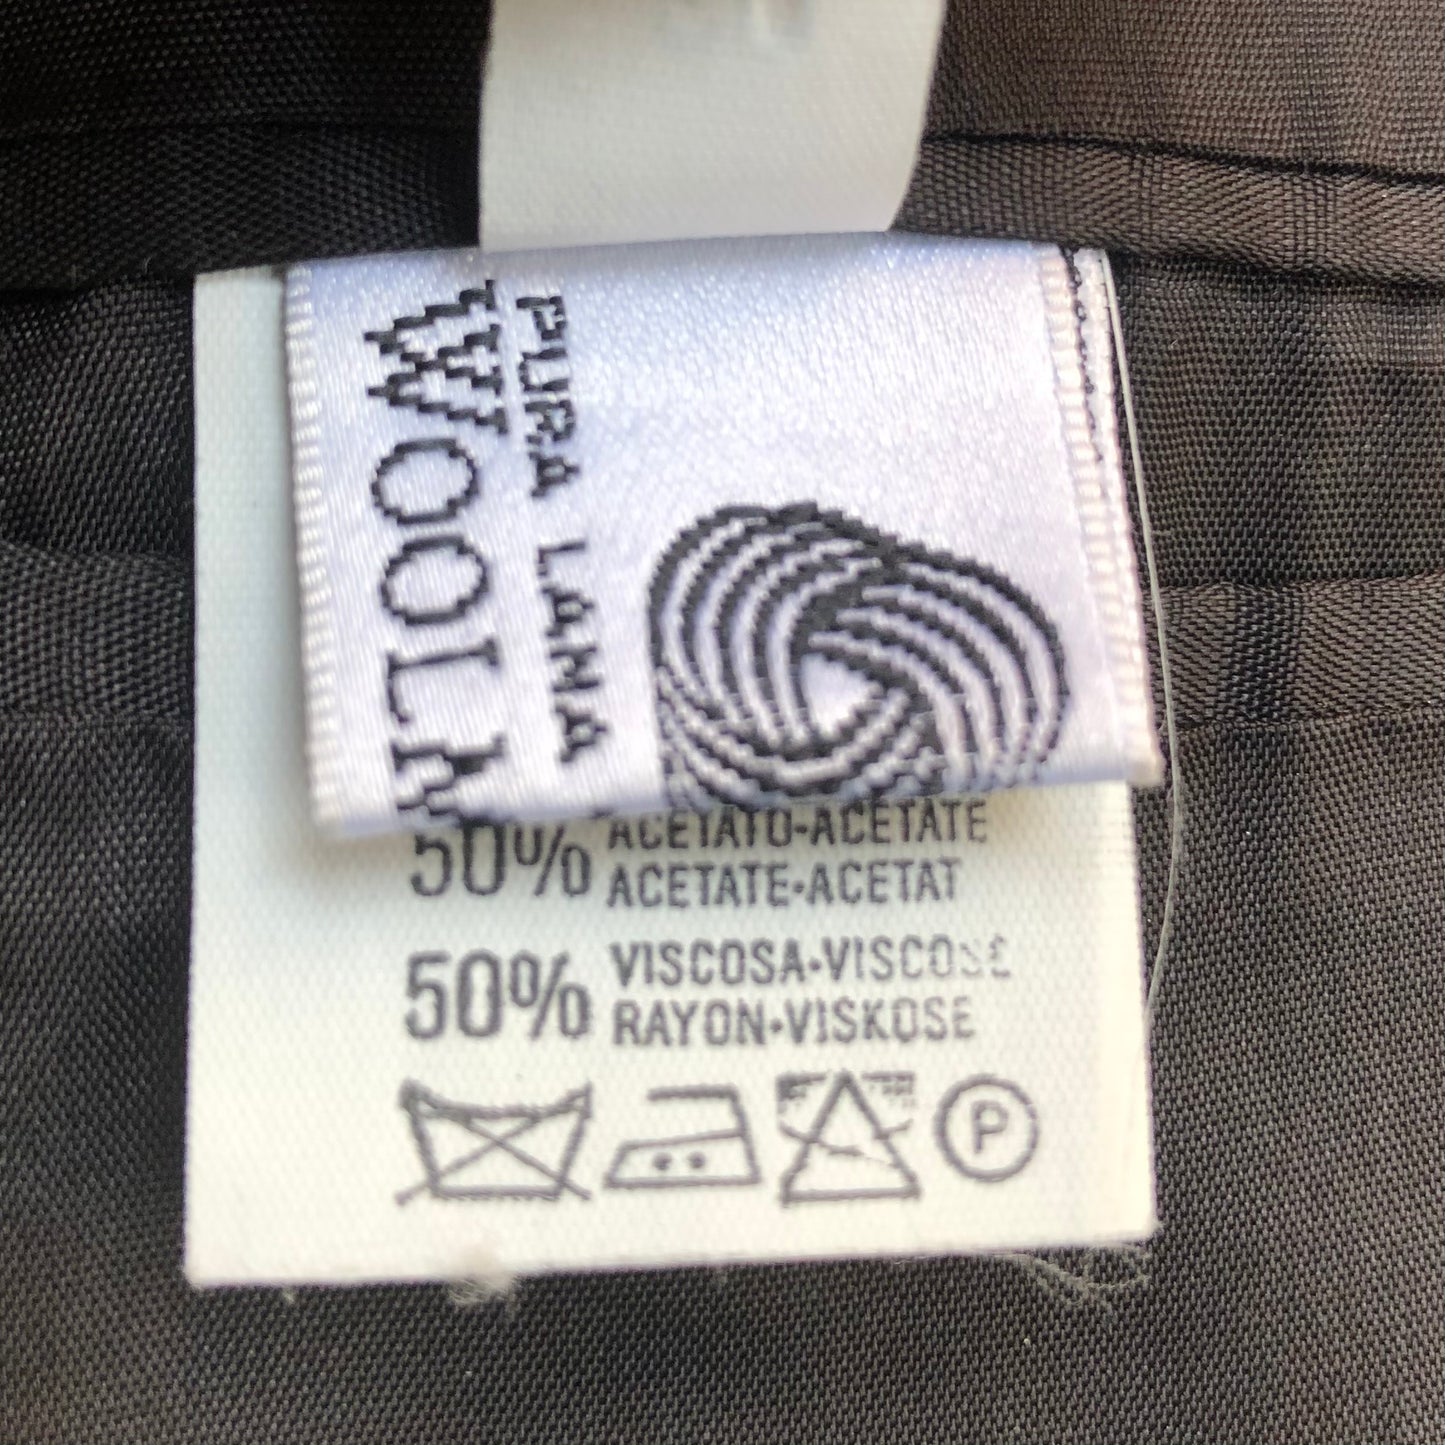 PURA LANA
WOOLM
50% ACETATO-ACETATE
ACETATE-ACETAT
50% VISCOSA-VISCOSE
RAYON-VISKOSE
P